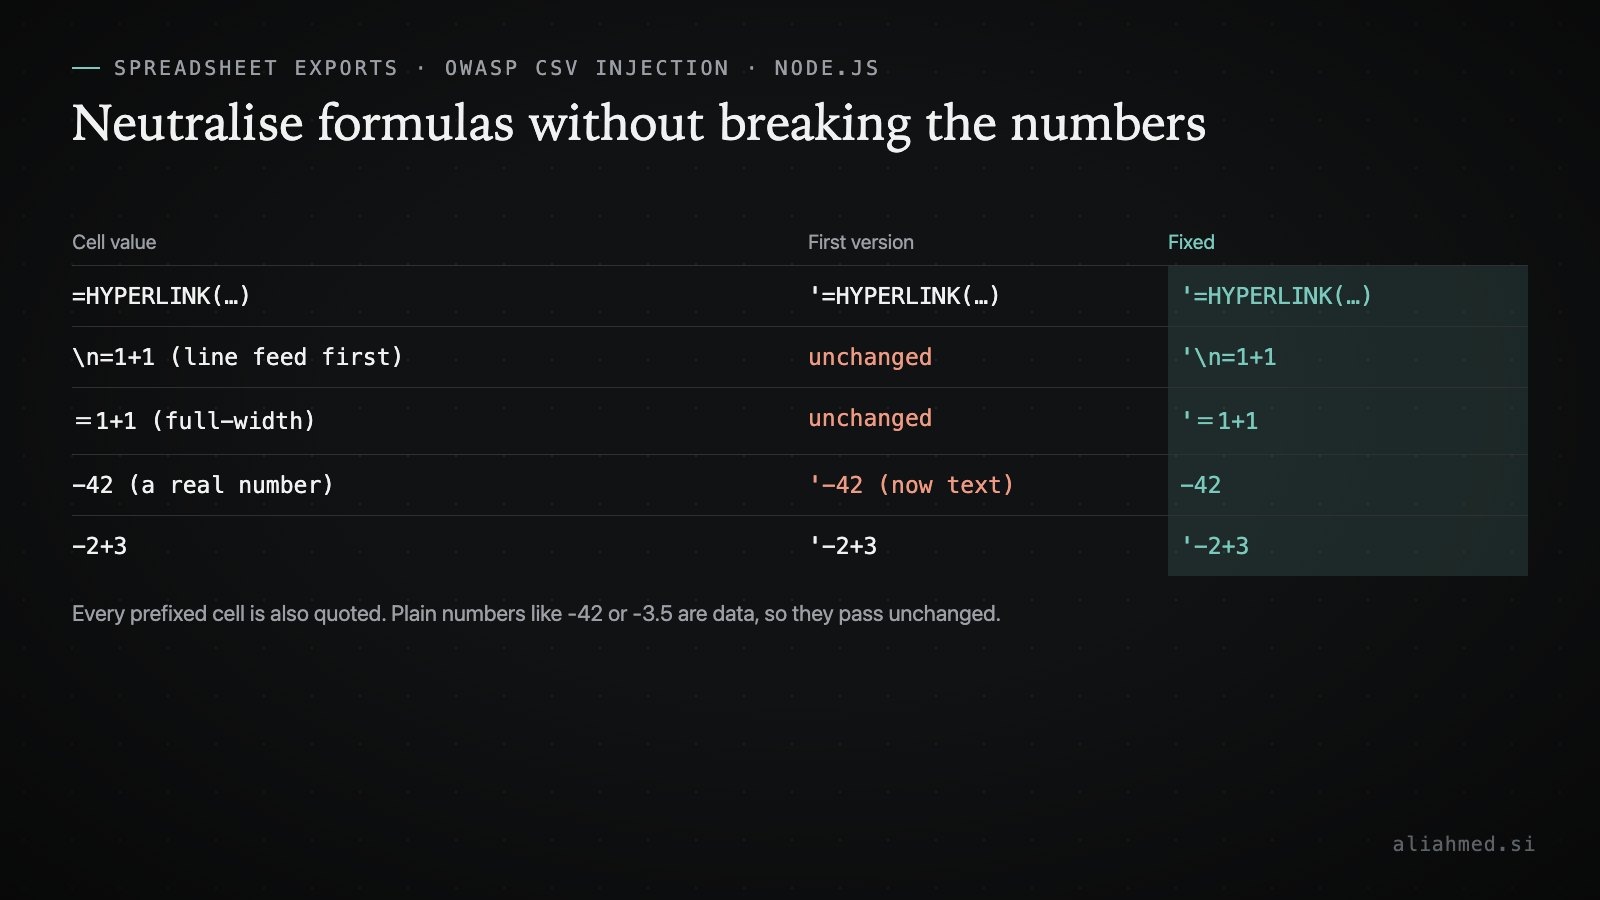 SPREADSHEET EXPORTS · OWASP CSV INJECTION · NODE.JS
Neutralise formulas without breaking the numbers
Cell value First version Fixed
=HYPERLINK(…) '=HYPERLINK(…) '=HYPERLINK(…)
\n=1+1 (line feed first) unchanged '\n=1+1
＝1+1 (full-width) unchanged '＝1+1
-42 (a real number) '-42 (now text) -42
-2+3 '-2+3 '-2+3
Every prefixed cell is also quoted. Plain numbers like -42 or -3.5 are data, so they pass unchanged.
aliahmed.si